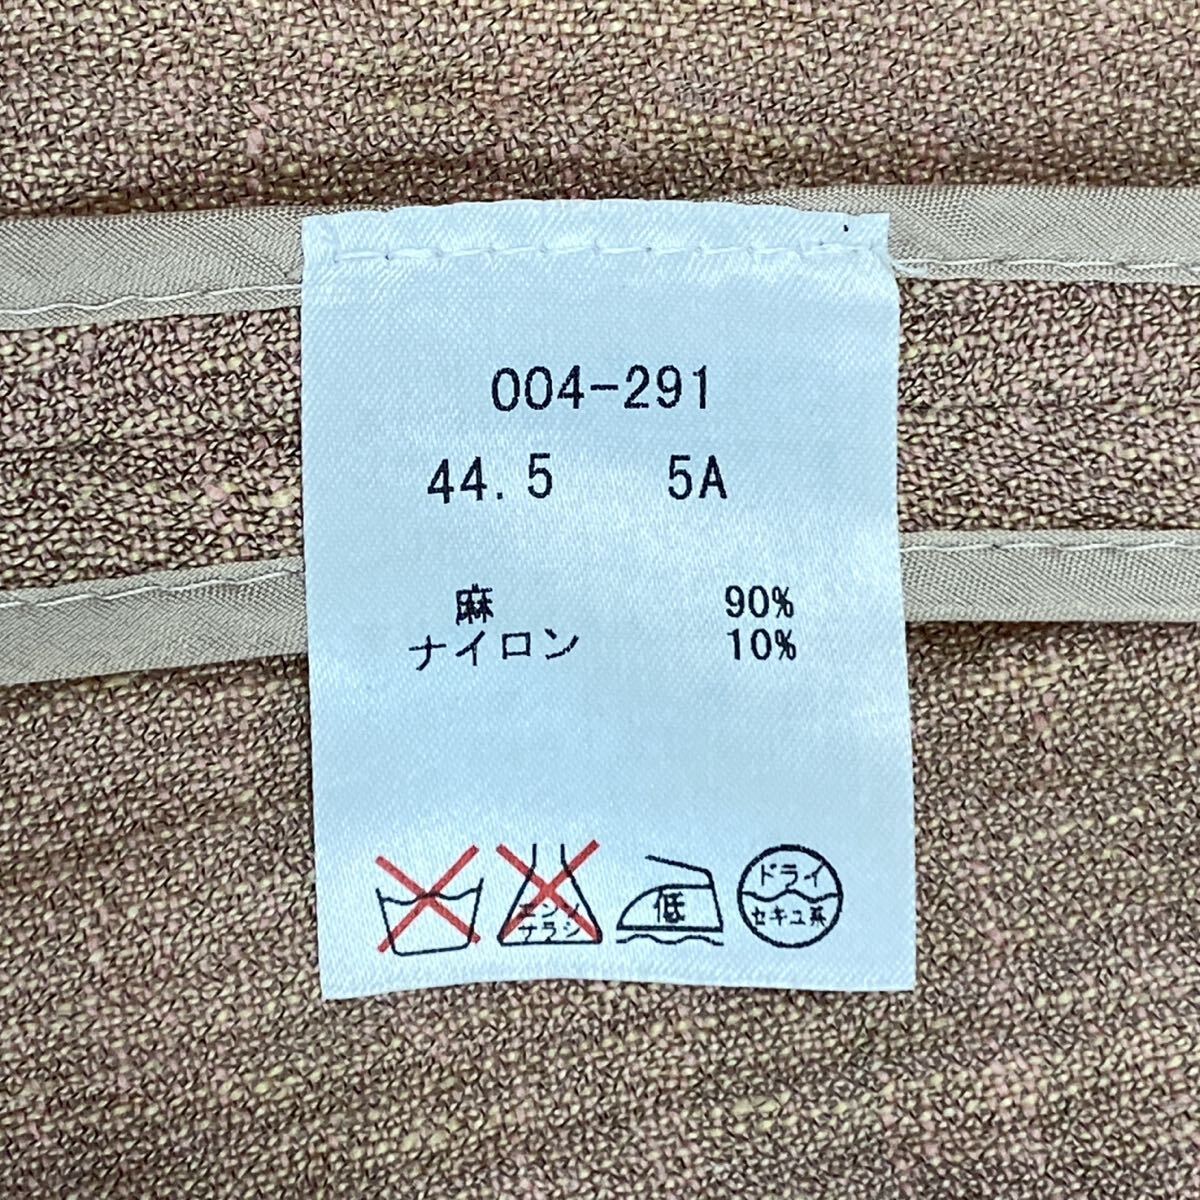 004-291
44.5 5A
麻 90%
ナイロン 10%
エンソ
サラシ
低
ドライ
セキユ系